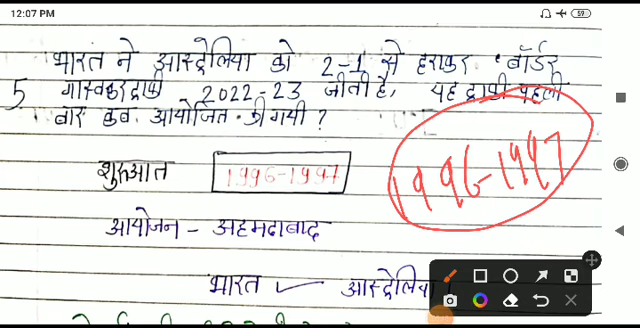 12:07 PM
59
भारत ने आस्ट्रेलिया को 2-1 से हराकर बॉर्डर
5 गावस्करट्राफी 2022-23 जीती है, यह ट्राफी पहली
बार कब आयोजित की गयी ?
शुरूआत 1996-1997
1996-1997
आयोजन - अहमदाबाद
भारत आस्ट्रेलिया